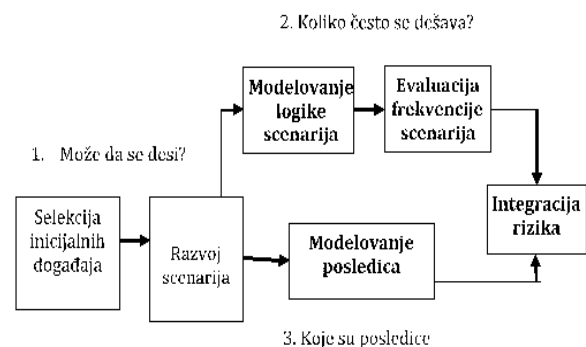 2. Koliko često se dešava?
Modelovanje
logike
scenarija
Evaluacija
frekvencije
scenarija
1. Može da se desi?
Selekcija
inicijalnih
događaja
Razvoj
scenarija
Modelovanje
posledica
Integracija
rizika
3. Koje su posledice